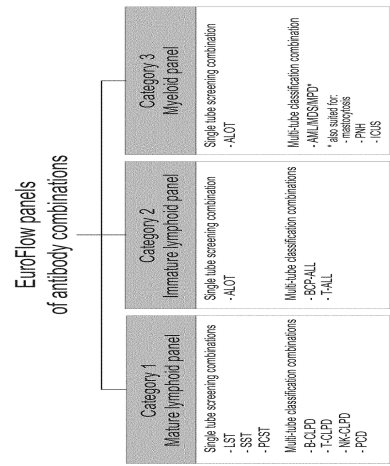 EuroFlow panels
of antibody combinations
Category 1
Mature lymphoid panel
Single tube screening combinations
- LST
- SST
- PCST
Multi-tube classification combinations
- B-CLPD
- T-CLPD
- NK-CLPD
- PCD
Category 2
Immature lymphoid panel
Single tube screening combination
- ALOT
Multi-tube classification combinations
- BCP-ALL
- T-ALL
Category 3
Myeloid panel
Single tube screening combination
- ALOT
Multi-tube classification combination
- AML/MDS/MPD*
* also suited for:
- mastocytosis
- PNH
- ICUS